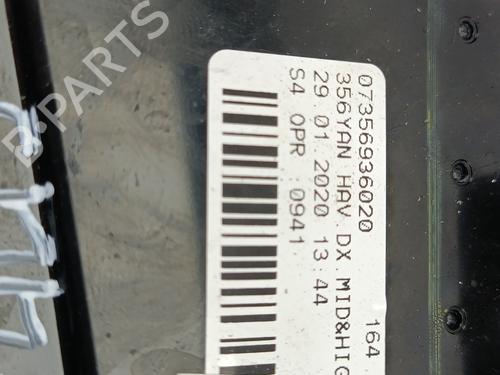 07356936020
164
356YAN HAV DX MID&HIG
29.01.2020 13:44
S4 OPR :0941
B-PARTS